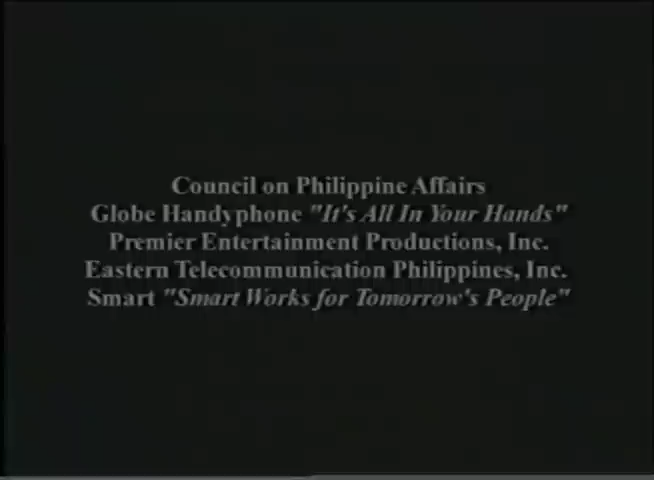 Council on Philippine Affairs
Globe Handyphone "It's All In Your Hands"
Premier Entertainment Productions, Inc.
Eastern Telecommunication Philippines, Inc.
Smart "Smart Works for Tomorrow's People"